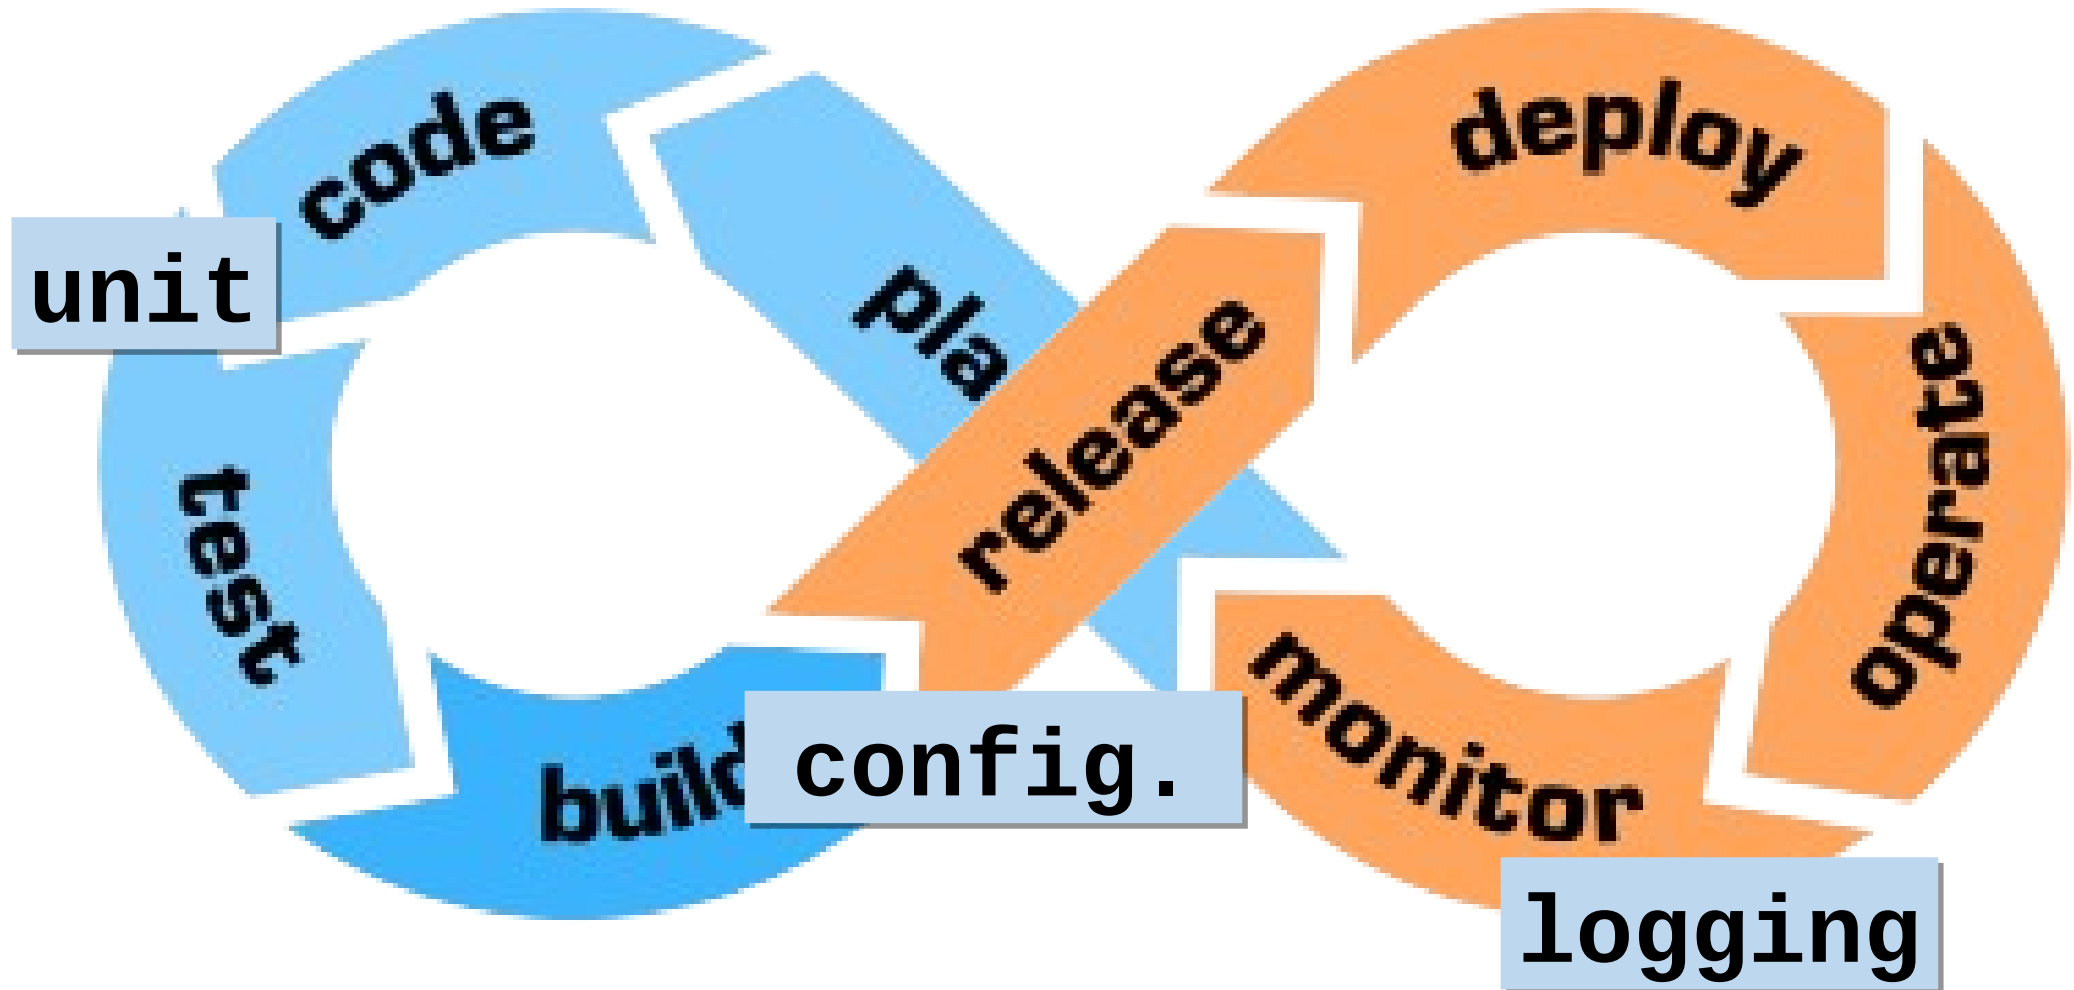 code
deploy
unit
pla
release
operate
test
monitor
build
config.
logging